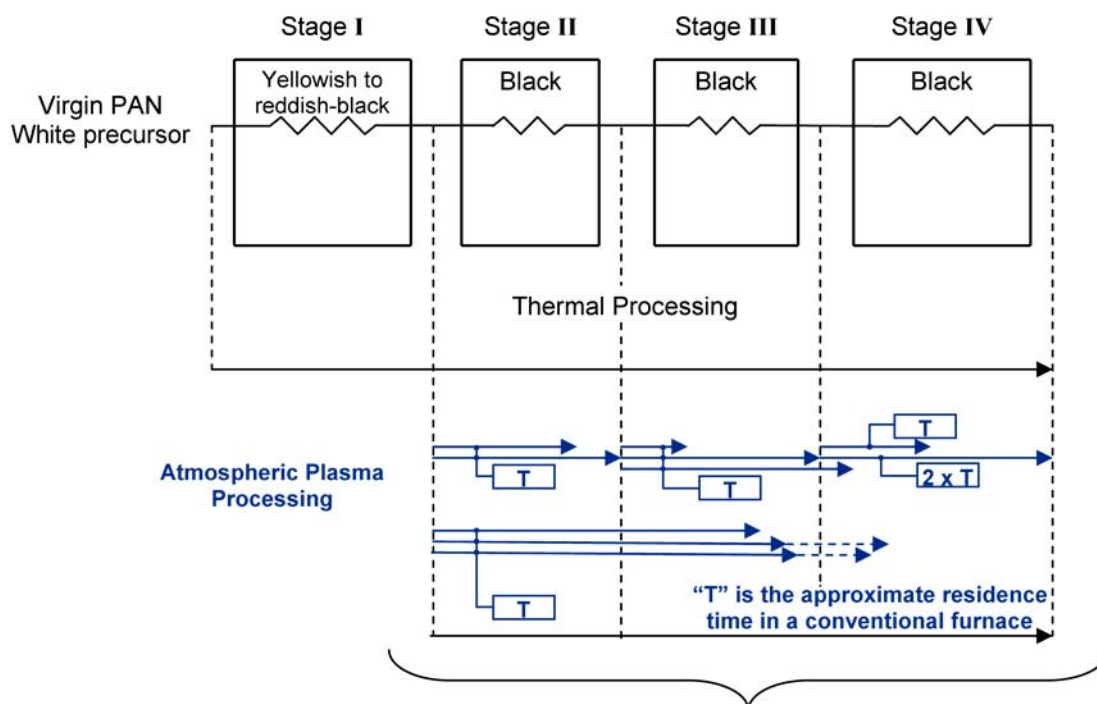 Stage I
Stage II
Stage III
Stage IV
Yellowish to
reddish-black
Black
Black
Black
Virgin PAN
White precursor
Thermal Processing
T
Atmospheric Plasma
Processing
T
T
2 x T
T
“T” is the approximate residence
time in a conventional furnace